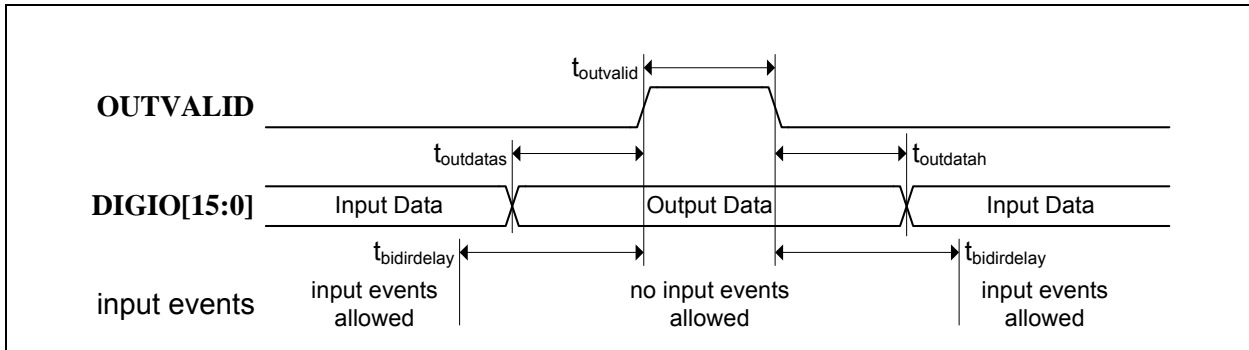 toutvalid
OUTVALID
toutdatas
toutdatah
DIGIO[15:0]
Input Data
Output Data
Input Data
tbidirdelay
tbidirdelay
input events
input events
allowed
no input events
allowed
input events
allowed